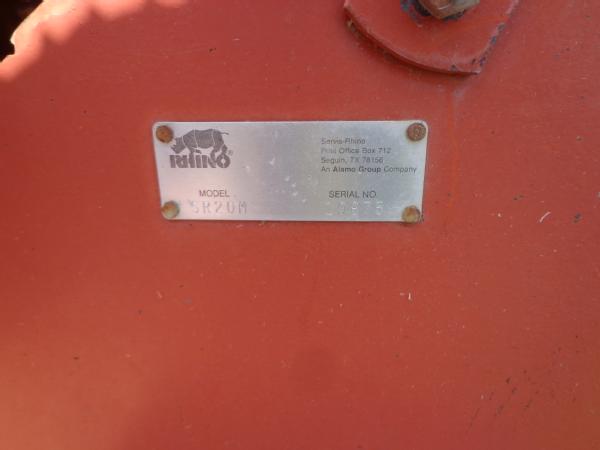 RHINO®
Servis-Rhino
Post Office Box 712
Seguin, TX 78156
An Alamo Group Company
MODEL
SERIAL NO.
SR20M